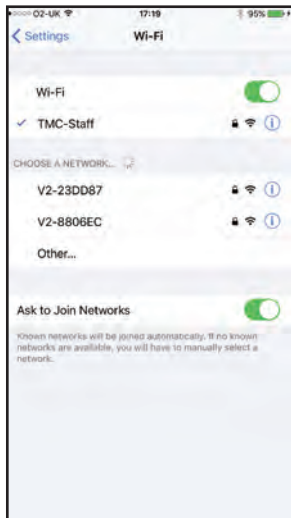 O2-UK 17:19 95%
Settings Wi-Fi
Wi-Fi
TMC-Staff
CHOOSE A NETWORK...
V2-23DD87
V2-8806EC
Other...
Ask to Join Networks
Known networks will be joined automatically. If no known
networks are available, you will have to manually select a
network.